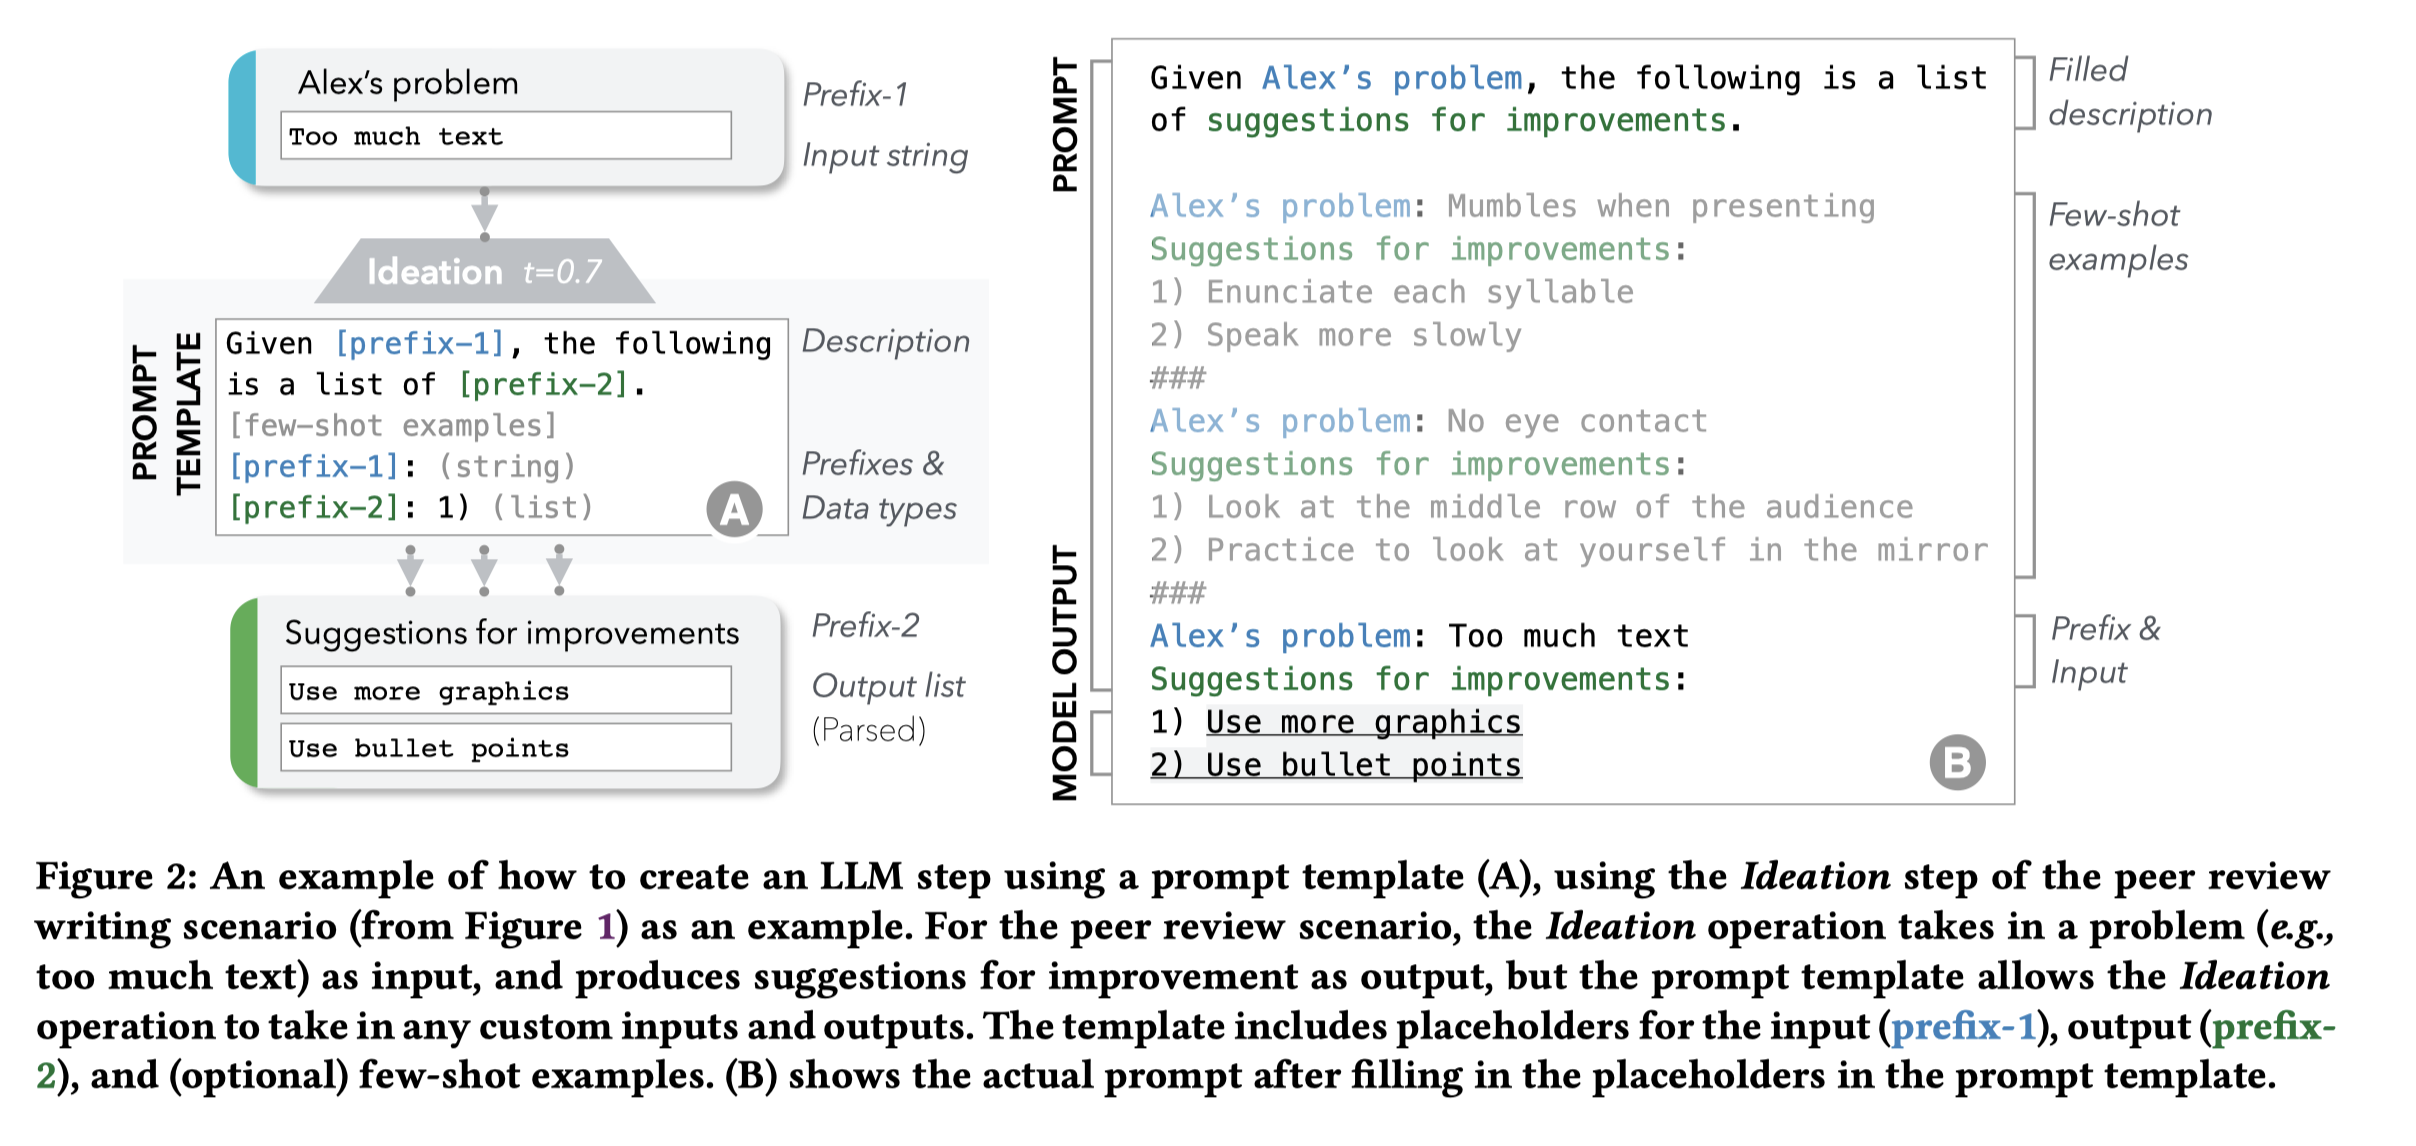 Alex's problem
Too much text
Prefix-1
Input string
Ideation t=0.7
PROMPT
TEMPLATE
Given [prefix-1], the following
is a list of [prefix-2].
[few-shot examples]
[prefix-1]: (string)
[prefix-2]: 1) (list)
A
Description
Prefixes &
Data types
Suggestions for improvements
Use more graphics
Use bullet points
Prefix-2
Output list
(Parsed)
PROMPT
Given Alex's problem, the following is a list
of suggestions for improvements.
Alex's problem: Mumbles when presenting
Suggestions for improvements:
1) Enunciate each syllable
2) Speak more slowly
###
Alex's problem: No eye contact
Suggestions for improvements:
1) Look at the middle row of the audience
2) Practice to look at yourself in the mirror
###
Alex's problem: Too much text
Suggestions for improvements:
MODEL OUTPUT
1) Use more graphics
2) Use bullet points
B
Filled
description
Few-shot
examples
Prefix &
Input
Figure 2: An example of how to create an LLM step using a prompt template (A), using the Ideation step of the peer review
writing scenario (from Figure 1) as an example. For the peer review scenario, the Ideation operation takes in a problem (e.g.,
too much text) as input, and produces suggestions for improvement as output, but the prompt template allows the Ideation
operation to take in any custom inputs and outputs. The template includes placeholders for the input (prefix-1), output (prefix-
2), and (optional) few-shot examples. (B) shows the actual prompt after filling in the placeholders in the prompt template.